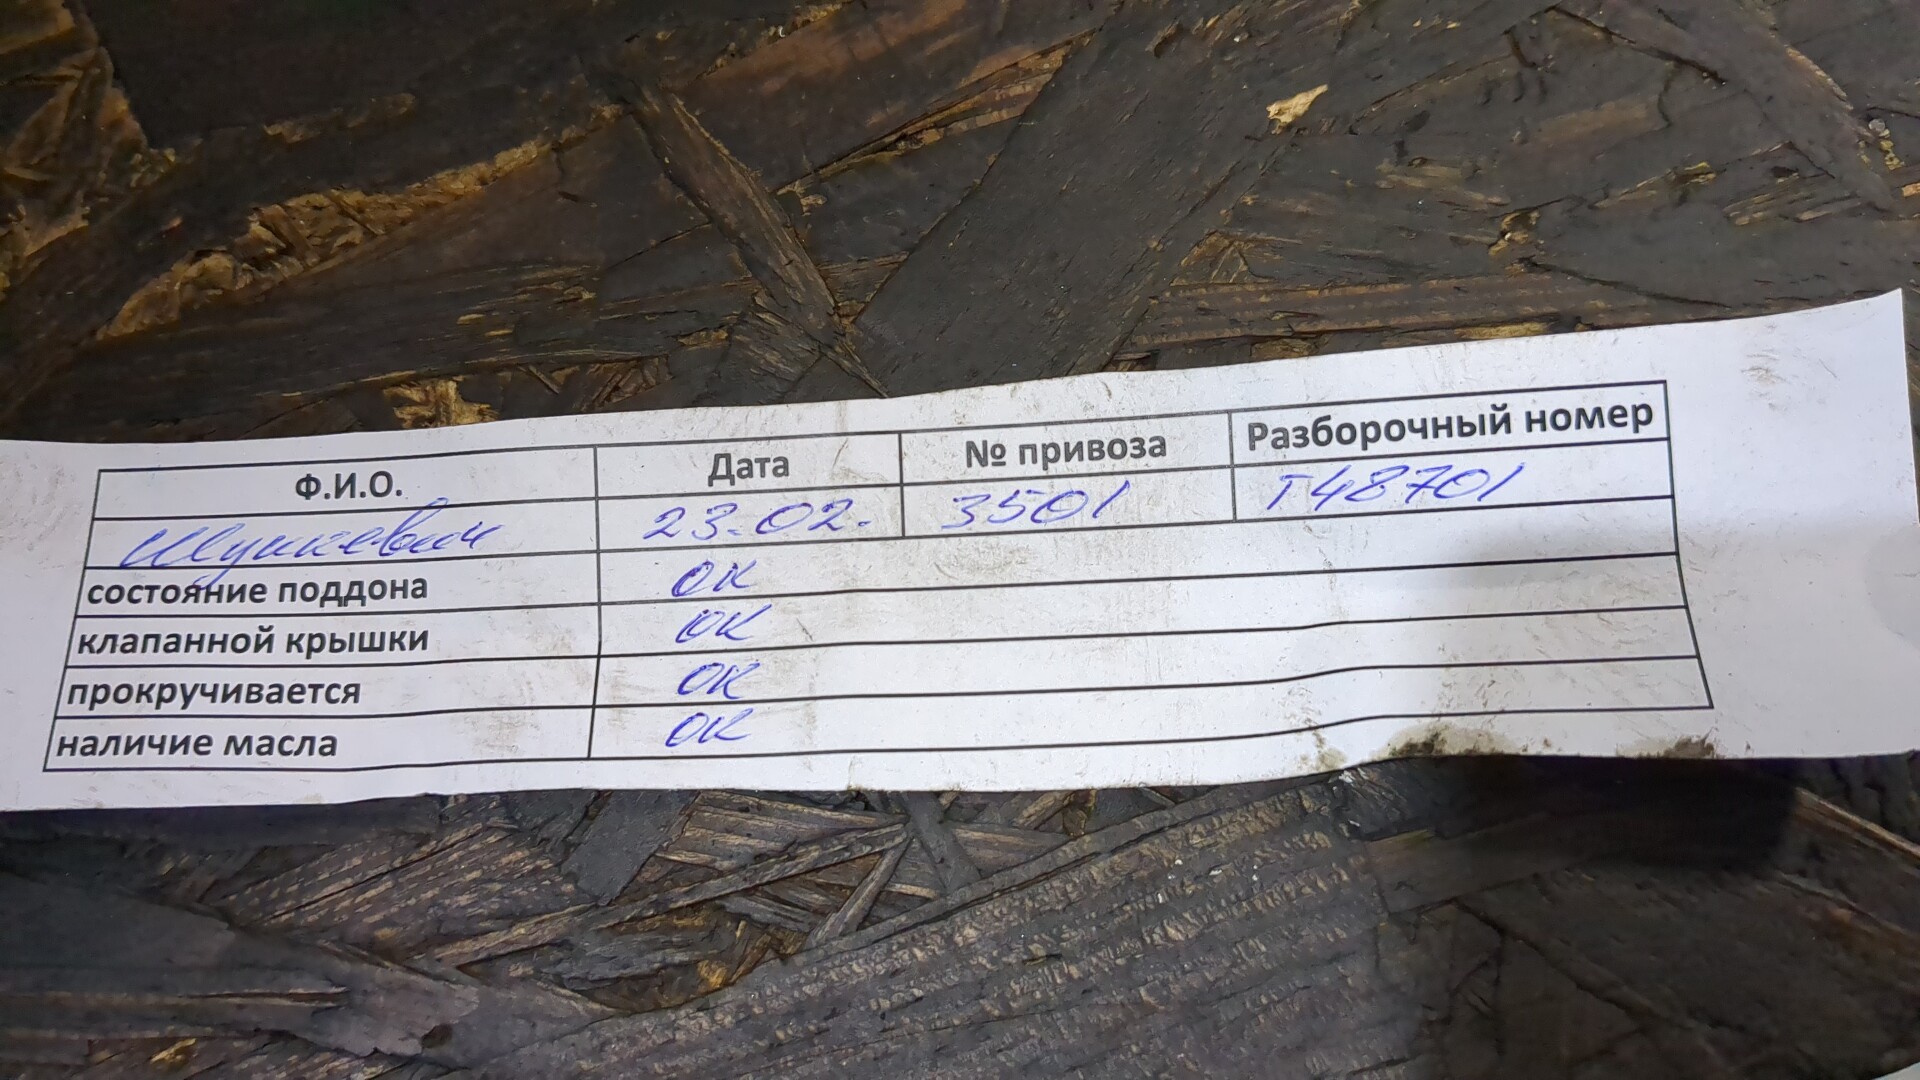 Ф.И.О. Дата № привоза Разборочный номер
Шункевич 23.02. 3501 Т48701
состояние поддона ОК
клапанной крышки ОК
прокручивается ОК
наличие масла ОК